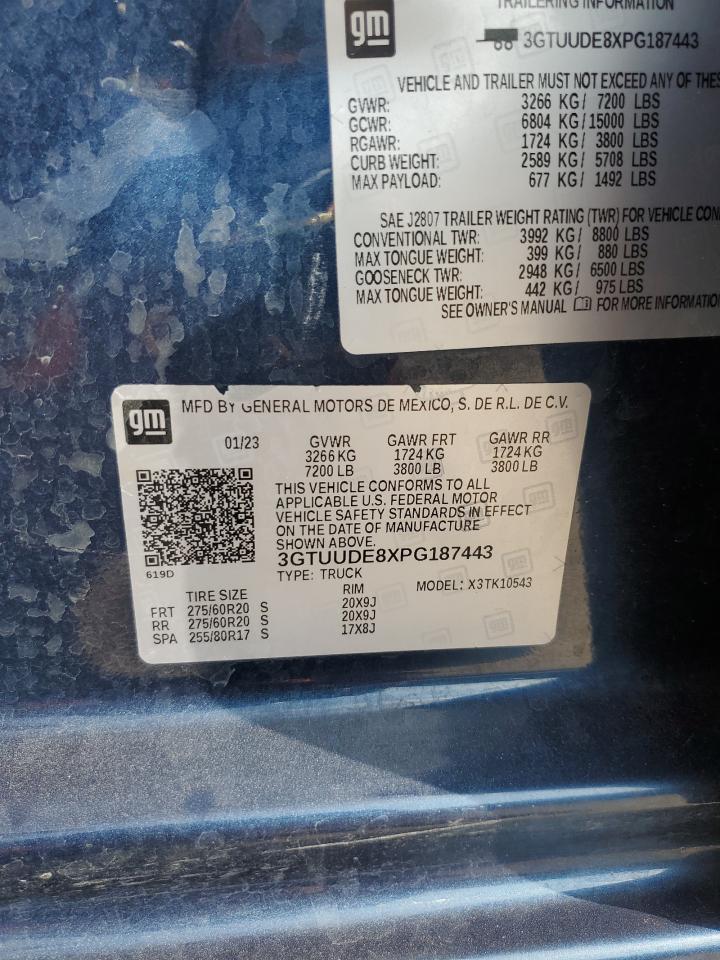 TRAILERING INFORMATION
gm
3GTUUDE8XPG187443
VEHICLE AND TRAILER MUST NOT EXCEED ANY OF THES
GVWR: 3266 KG / 7200 LBS
GCWR: 6804 KG / 15000 LBS
RGAWR: 1724 KG / 3800 LBS
CURB WEIGHT: 2589 KG / 5708 LBS
MAX PAYLOAD: 677 KG / 1492 LBS
SAE J2807 TRAILER WEIGHT RATING (TWR) FOR VEHICLE CON
CONVENTIONAL TWR: 3992 KG / 8800 LBS
MAX TONGUE WEIGHT: 399 KG / 880 LBS
GOOSENECK TWR: 2948 KG / 6500 LBS
MAX TONGUE WEIGHT: 442 KG / 975 LBS
SEE OWNER'S MANUAL FOR MORE INFORMATIO
gm
MFD BY GENERAL MOTORS DE MEXICO, S. DE R.L. DE C.V.
01/23 GVWR GAWR FRT GAWR RR
3266 KG 1724 KG 1724 KG
7200 LB 3800 LB 3800 LB
THIS VEHICLE CONFORMS TO ALL
APPLICABLE U.S. FEDERAL MOTOR
VEHICLE SAFETY STANDARDS IN EFFECT
ON THE DATE OF MANUFACTURE
SHOWN ABOVE.
3GTUUDE8XPG187443
619D
TYPE: TRUCK MODEL: X3TK10543
TIRE SIZE RIM
FRT 275/60R20 S 20X9J
RR 275/60R20 S 20X9J
SPA 255/80R17 S 17X8J